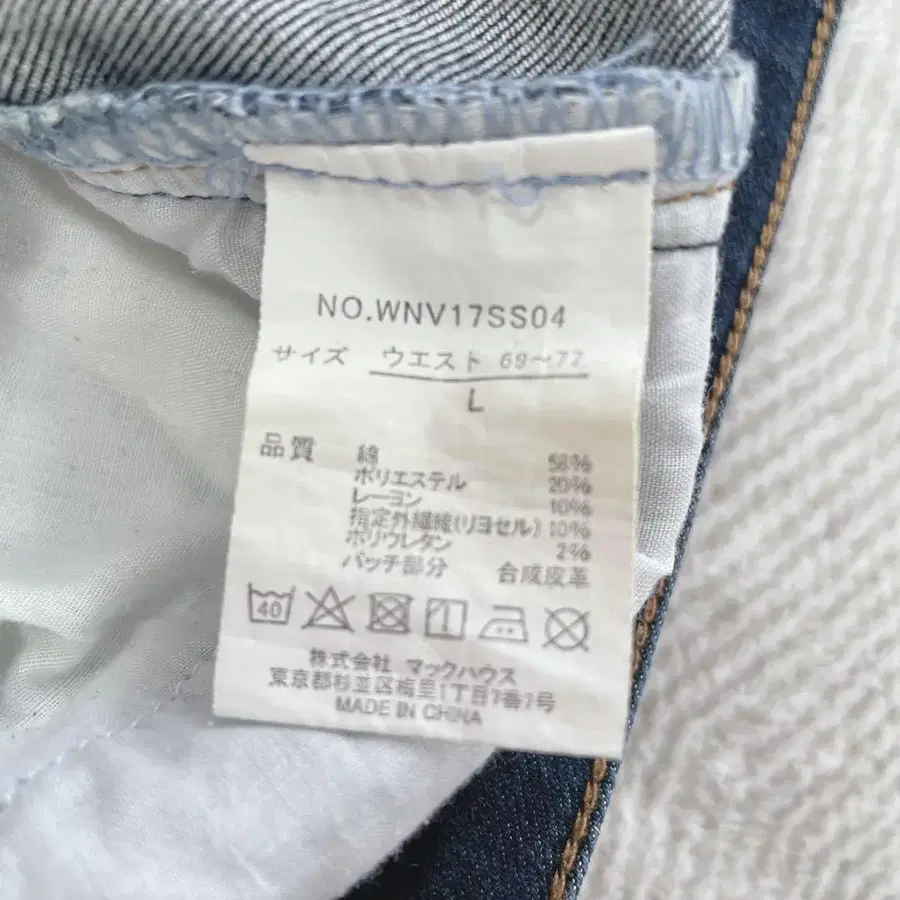 NO.WNV17SS04
サイズ ウエスト 69~77
L
品質 綿 58%
ポリエステル 20%
レーヨン 10%
指定外繊維(リヨセル) 10%
ポリウレタン 2%
パッチ部分 合成皮革
40
株式会社 マックハウス
東京都杉並区梅里1丁目7番7号
MADE IN CHINA